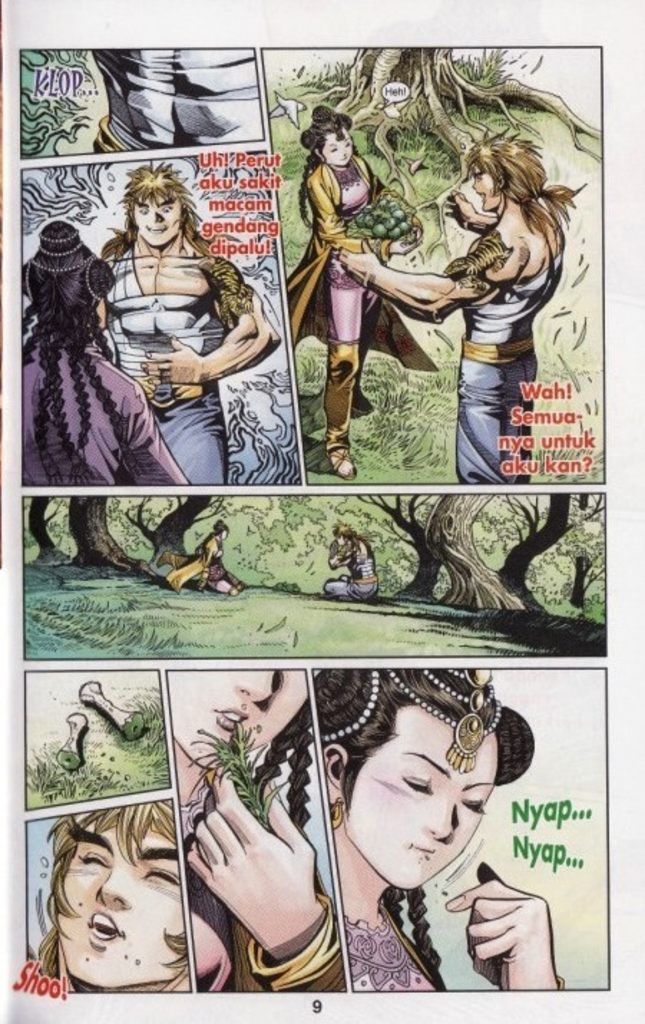 KLOP...
Uh! Perut
aku sakit
macam
gendang
dipalu!
Heh!
Wah!
Semua-
nya untuk
aku kan?
Shoo!
Nyap...
Nyap...
9